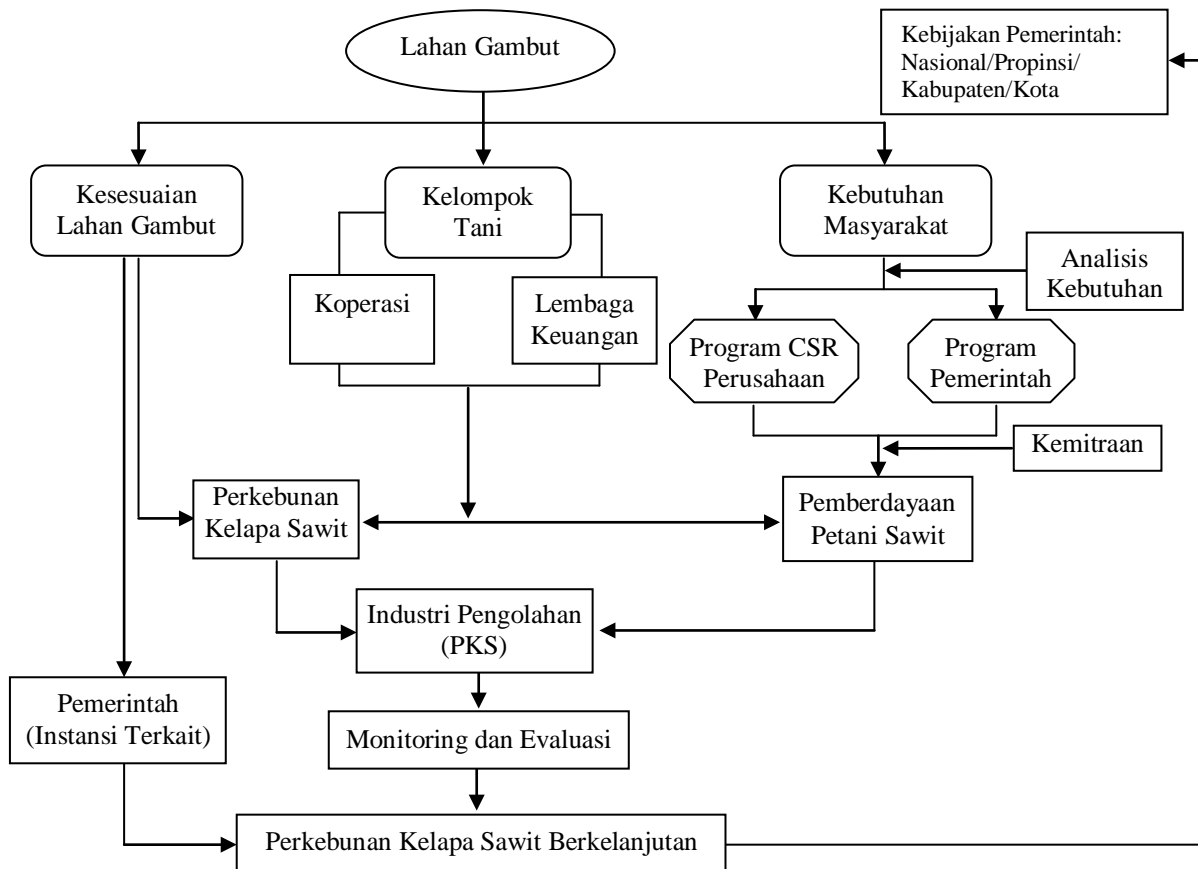 Lahan Gambut
Kebijakan Pemerintah:
Nasional/Propinsi/
Kabupaten/Kota
Kesesuaian
Lahan Gambut
Kelompok
Tani
Kebutuhan
Masyarakat
Analisis
Kebutuhan
Koperasi
Lembaga
Keuangan
Program CSR
Perusahaan
Program
Pemerintah
Kemitraan
Perkebunan
Kelapa Sawit
Pemberdayaan
Petani Sawit
Industri Pengolahan
(PKS)
Pemerintah
(Instansi Terkait)
Monitoring dan Evaluasi
Perkebunan Kelapa Sawit Berkelanjutan